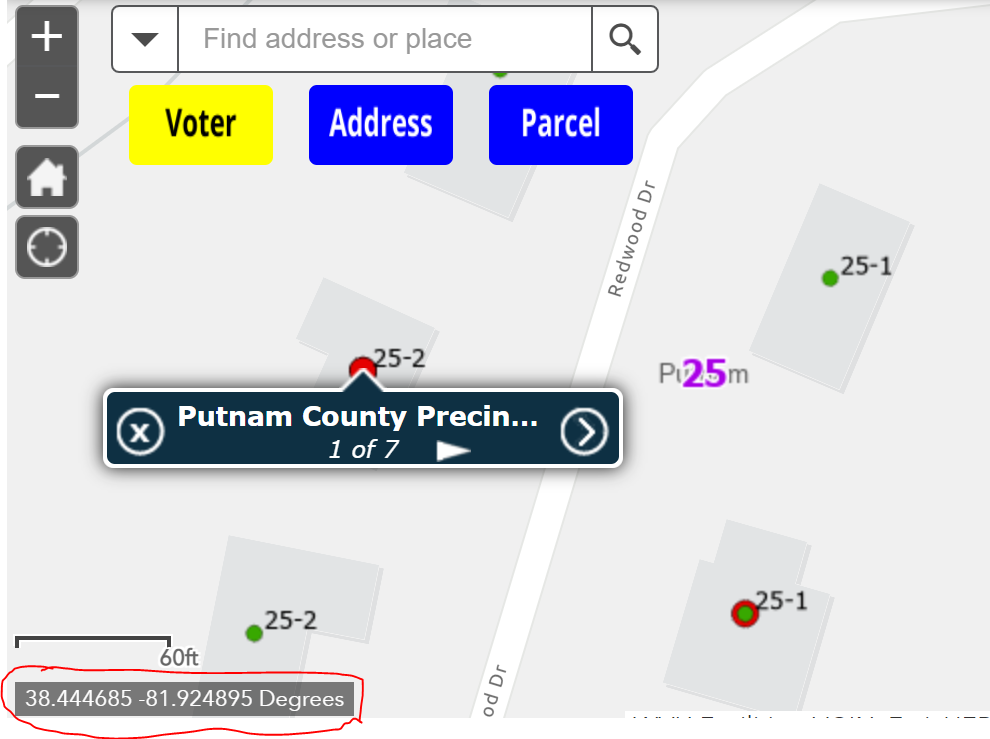 Find address or place
Voter
Address
Parcel
Redwood Dr
25-1
25-2
25
Putnam County Precin...
1 of 7
25-1
25-2
60ft
od Dr
38.444685 -81.924895 Degrees